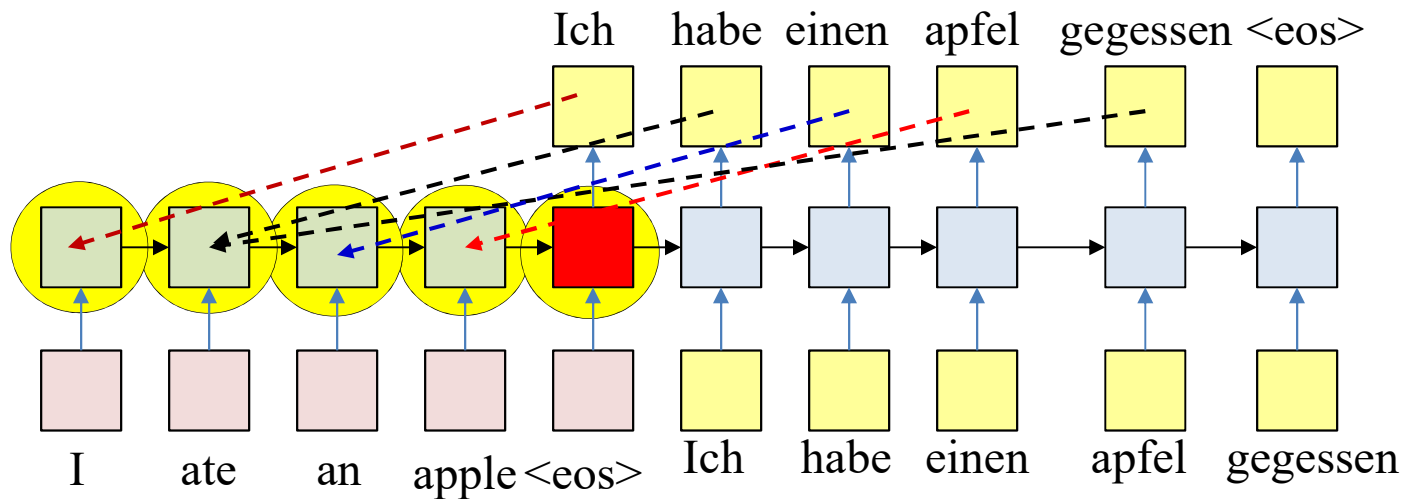 Ich habe einen apfel gegessen <eos>
I ate an apple <eos> Ich habe einen apfel gegessen